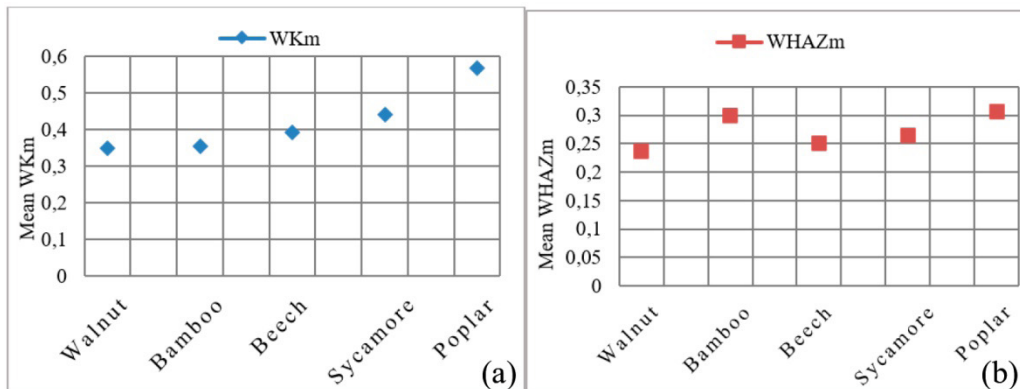 WKm
0,6
0,5
0,4
0,3
0,2
0,1
0
Mean WKm
Walnut
Bamboo
Beech
Sycamore
Poplar
(a)
WHAZm
0,35
0,3
0,25
0,2
0,15
0,1
0,05
0
Mean WHAZm
Walnut
Bamboo
Beech
Sycamore
Poplar
(b)